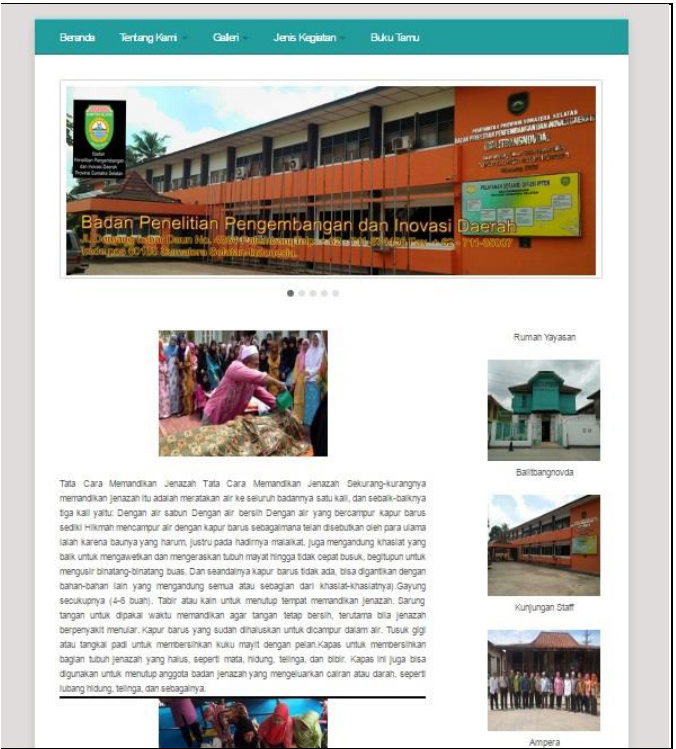 Beranda Tentang Kami Galleri Jenis Kegiatan Buku Tamu
Badan
Penelitian Pengembangan
dan Inovasi Daerah
Provinsi Sumatra Selatan
Badan Penelitian Pengembangan dan Inovasi Daerah
Rumah Yayasan
Balitbangnovda
Tata Cara Memandikan Jenazah Tata Cara Memandikan Jenazah Sekurang-kurangnya
memandikan jenazah itu adalah meratakan air ke seluruh badannya satu kali, dan sebaik-baiknya
tiga kali yaitu: Dengan air sabun Dengan air bersih Dengan air yang bercampur kapur barus
sedikit Hikmah mencampur air dengan kapur barus sebagaimana telah disebutkan oleh para ulama
ialah karena baunya yang harum, justru pada hadirnya malaikat, juga mengandung khasiat yang
baik untuk mengawetkan dan mengeraskan tubuh mayat hingga tidak cepat busuk, begitupun untuk
mengusir binatang-binatang buas. Dan seandainya kapur barus tidak ada, bisa digantikan dengan
bahan-bahan lain yang mengandung semua atau sebagian dari khasiat-khasiatnya).Gayung
secukupnya (4-6 buah). Tabir atau kain untuk menutup tempat memandikan jenazah. Sarung
tangan untuk dipakai waktu memandikan agar tangan tetap bersih, terutama bila jenazah
berpenyakit menular. Kapur barus yang sudah dihaluskan untuk dicampur dalam air. Tusuk gigi
atau tangkai padi untuk membersihkan kuku mayit dengan pelan.Kapas untuk membersihkan
bagian tubuh jenazah yang halus, seperti mata, hidung, telinga, dan bibir. Kapas ini juga bisa
digunakan untuk menutup anggota badan jenazah yang mengeluarkan cairan atau darah, seperti
lubang hidung, telinga, dan sebagainya.
Kunjungan Staff
Ampera